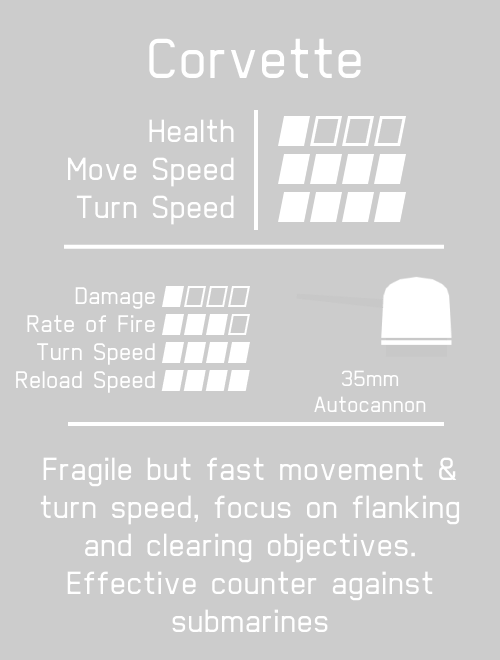 Corvette
Health
Move Speed
Turn Speed
Damage
Rate of Fire
Turn Speed
Reload Speed
35mm
Autocannon
Fragile but fast movement &
turn speed, focus on flanking
and clearing objectives.
Effective counter against
submarines